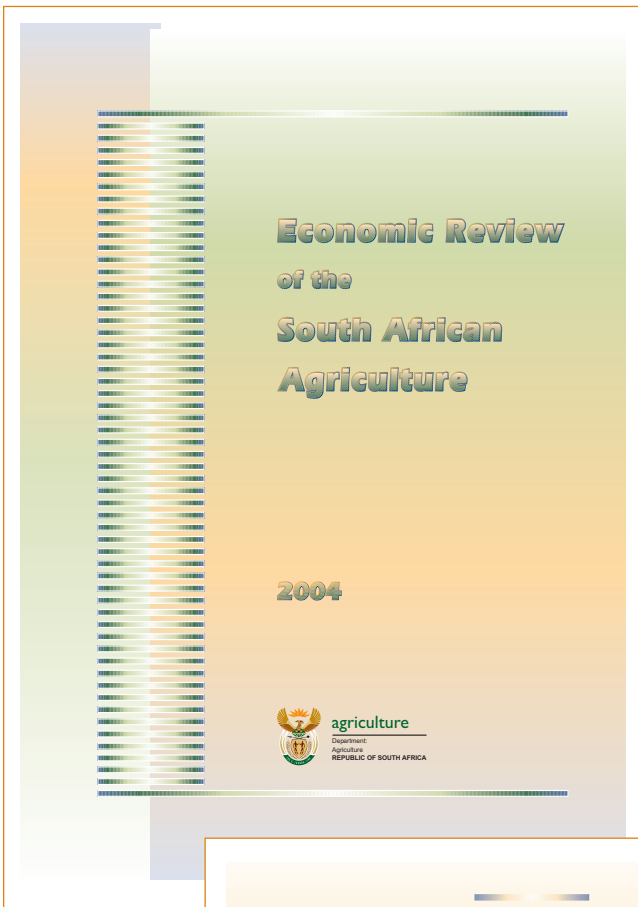 Economic Review
of the
South African
Agriculture
2004
agriculture
Department:
Agriculture
REPUBLIC OF SOUTH AFRICA